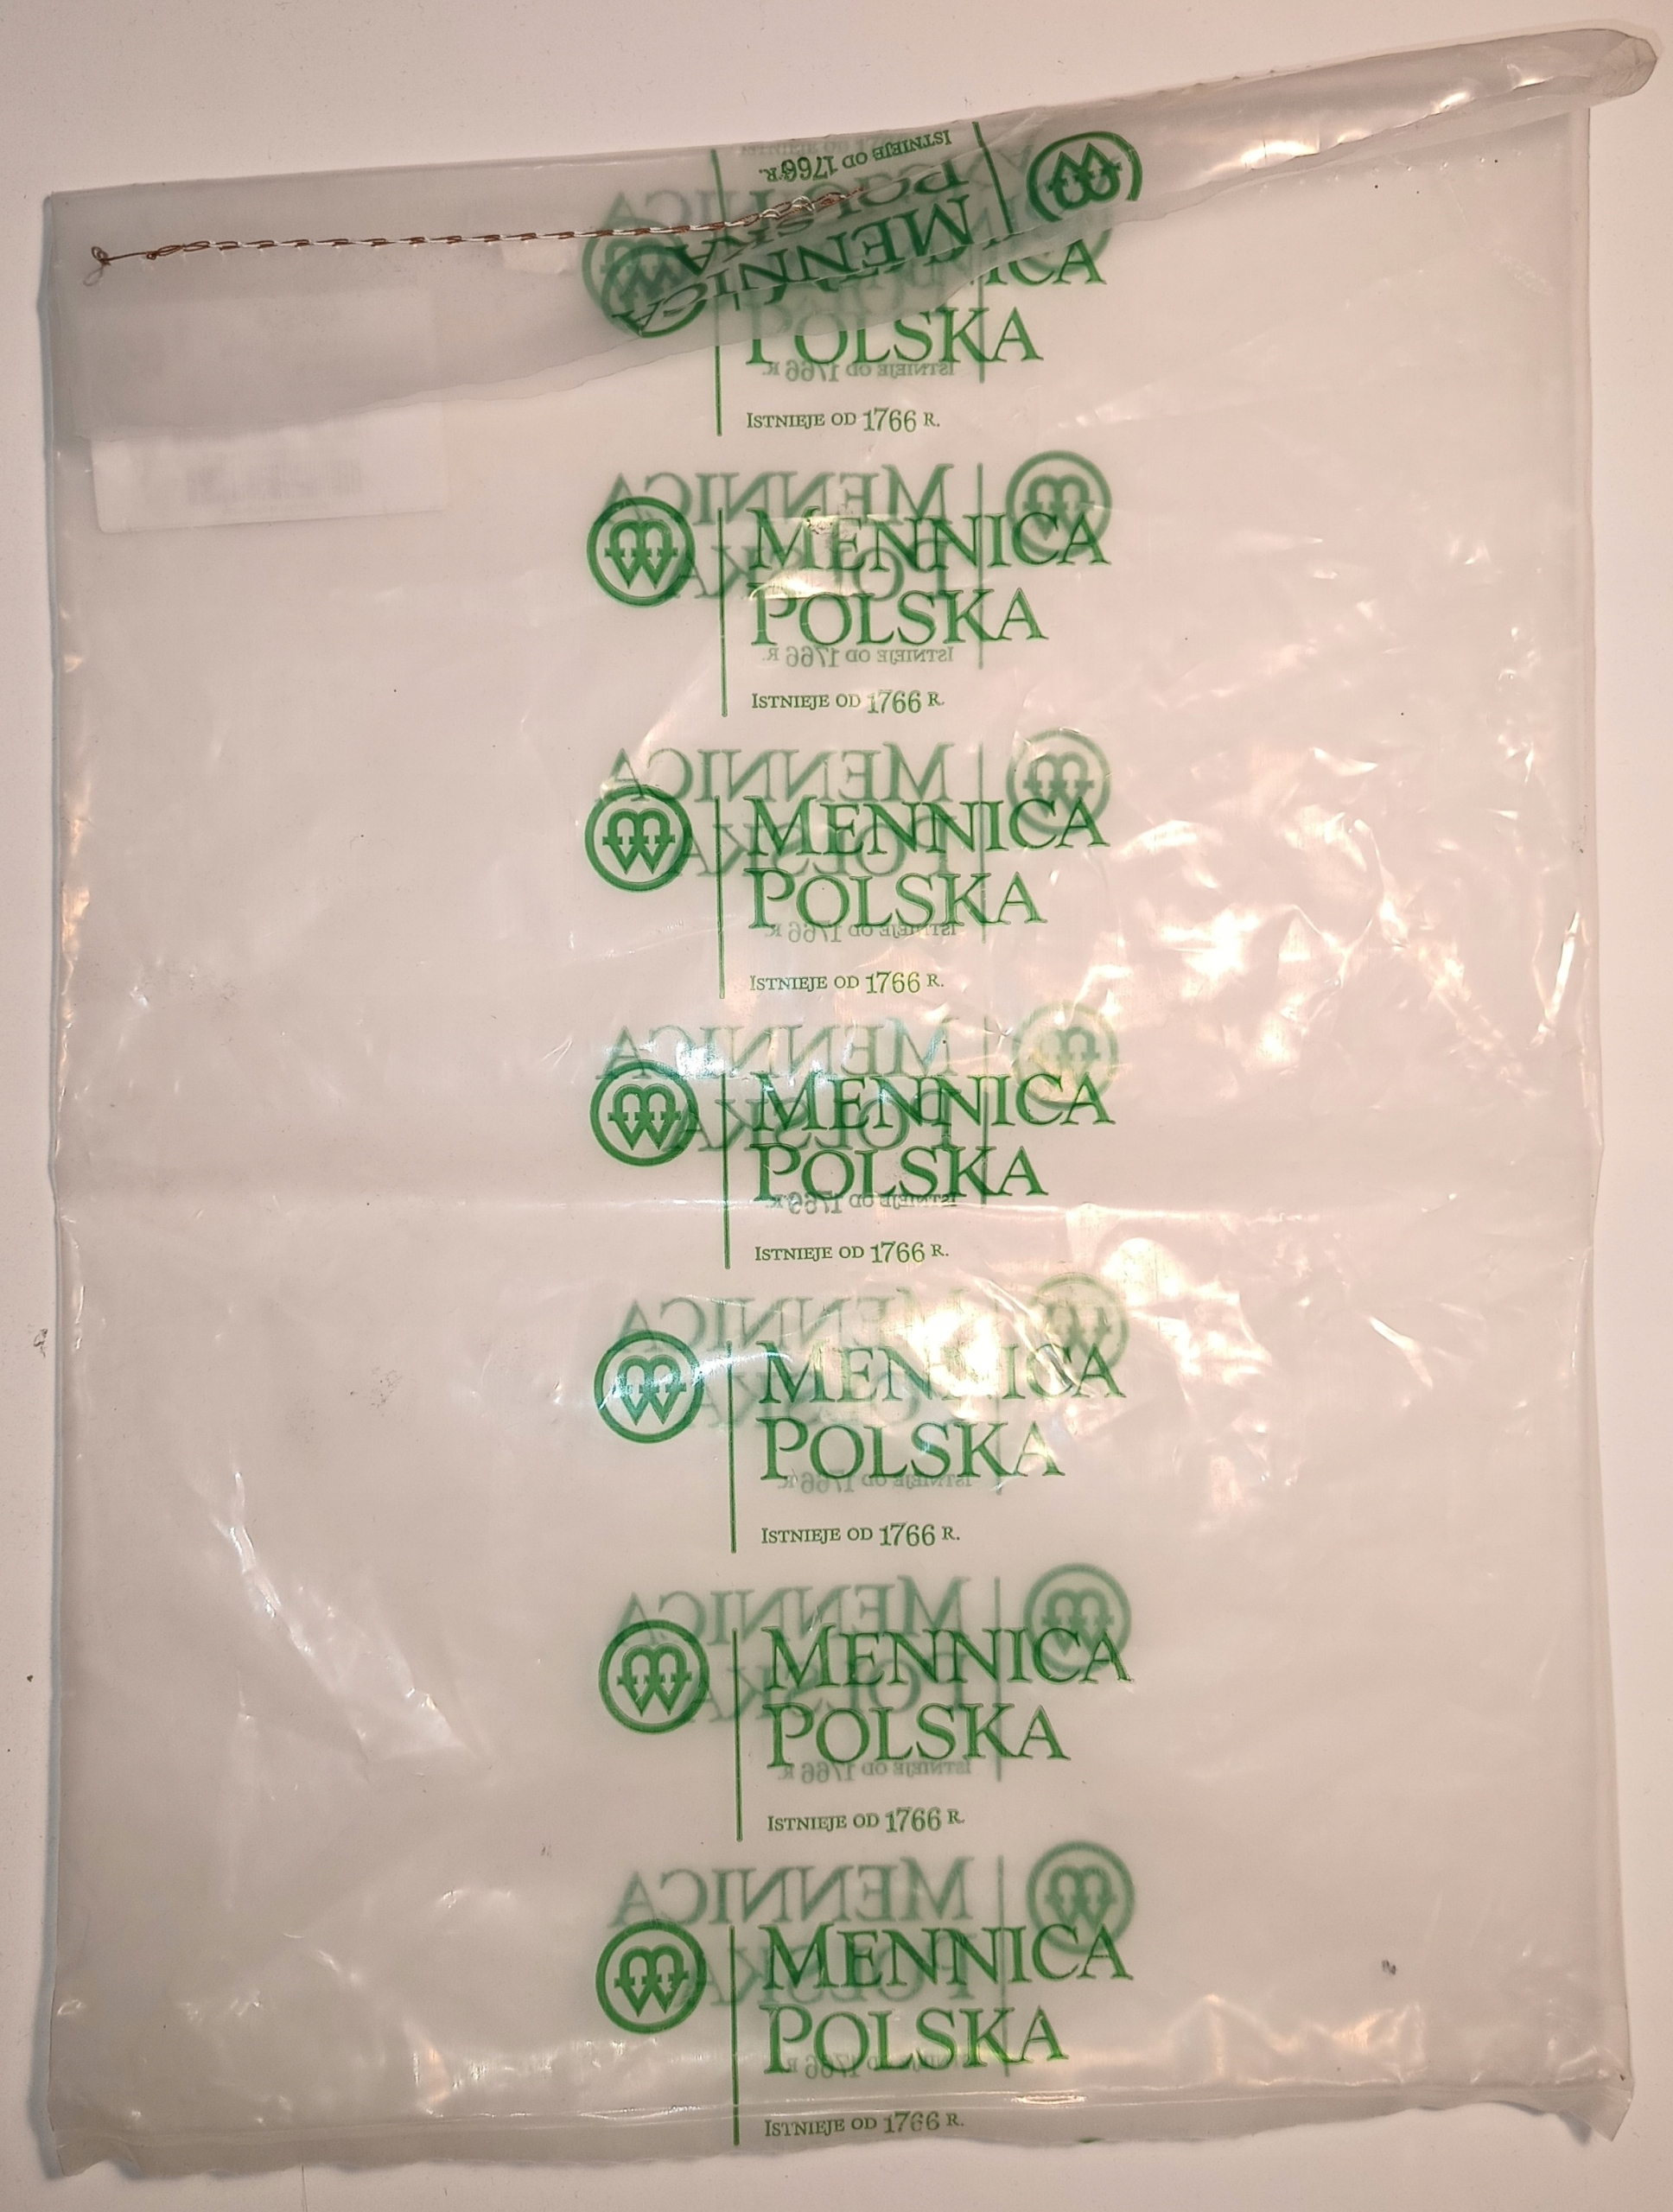 ISTNIEJE OD 1766 R.
MENNICA
POLSKA
ISTNIEJE OD 1766 R.
MENNICA
POLSKA
ISTNIEJE OD 1766 R.
MENNICA
POLSKA
ISTNIEJE OD 1766 R.
MENNICA
POLSKA
ISTNIEJE OD 1766 R.
MENNICA
POLSKA
ISTNIEJE OD 1766 R.
MENNICA
POLSKA
ISTNIEJE OD 1766 R.
MENNICA
POLSKA
ISTNIEJE OD 1766 R.